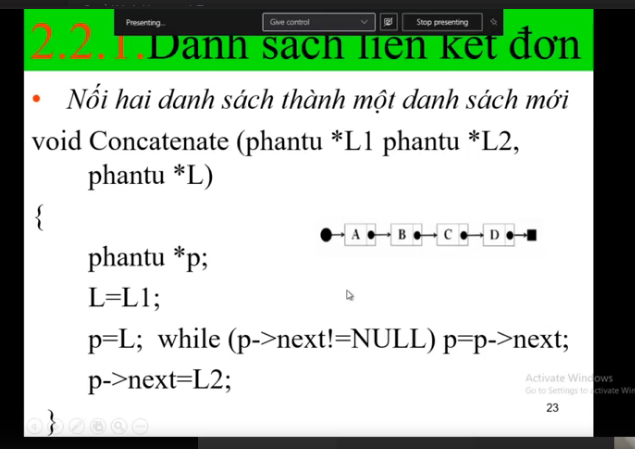 Presenting...
Give control
Stop presenting
2.2.1.Danh sách liên kết đơn
• Nối hai danh sách thành một danh sách mới
void Concatenate (phantu *L1 phantu *L2,
phantu *L)
{
A B C D
phantu *p;
L=L1;
p=L; while (p->next!=NULL) p=p->next;
p->next=L2;
Activate Windows
Go to Settings to activate Win
23
}